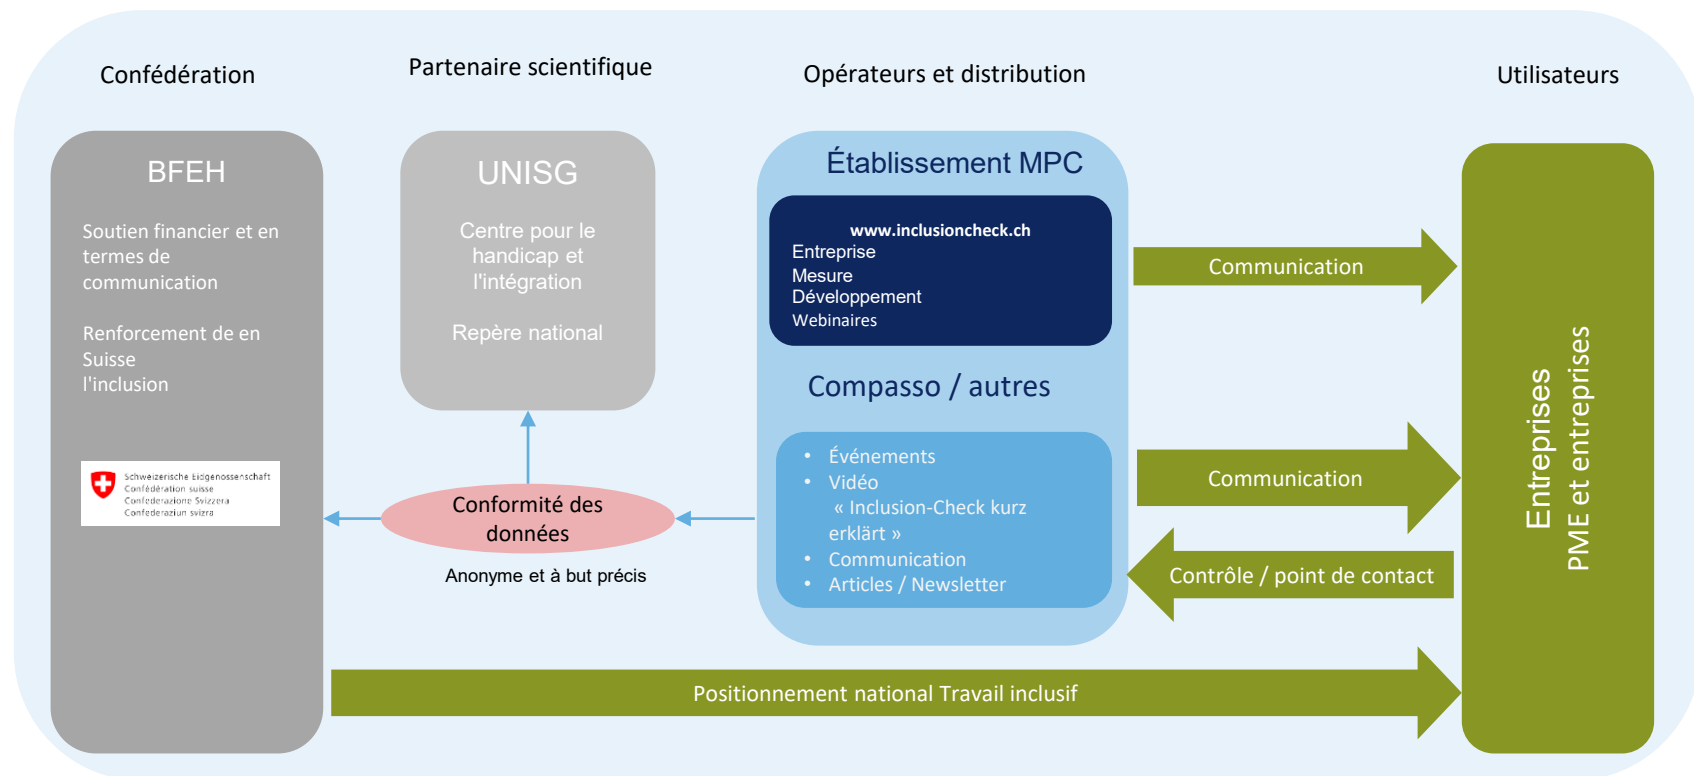 Confédération
Partenaire scientifique
Opérateurs et distribution
Utilisateurs
BFEH
Soutien financier et en
termes de
communication
Renforcement de en
Suisse
l'inclusion
Schweizerische Eidgenossenschaft
Confédération suisse
Confederazione Svizzera
Confederaziun svizra
UNISG
Centre pour le
handicap et
l'intégration
Repère national
Conformité des
données
Anonyme et à but précis
Établissement MPC
www.inclusioncheck.ch
Entreprise
Mesure
Développement
Webinaires
Compasso / autres
• Événements
• Vidéo
« Inclusion-Check kurz
erklärt »
• Communication
• Articles / Newsletter
Communication
Communication
Contrôle / point de contact
Positionnement national Travail inclusif
Entreprises
PME et entreprises